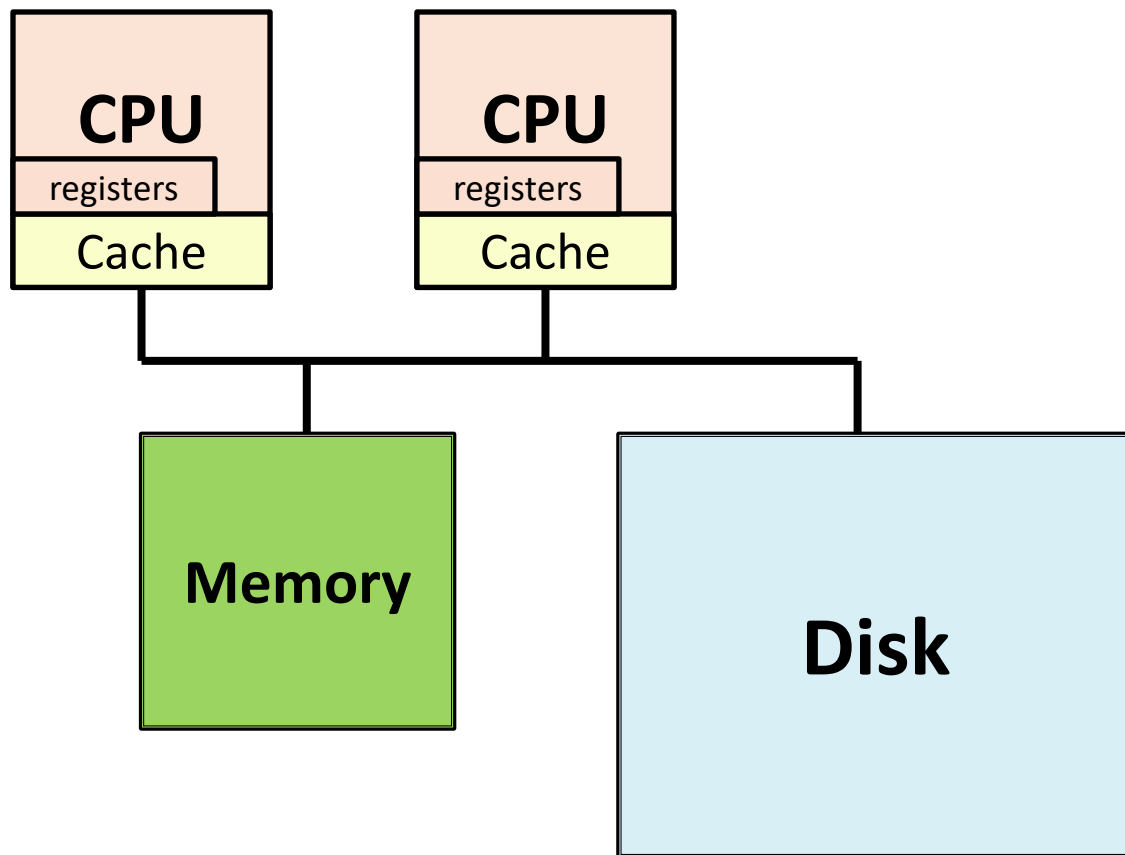 CPU
registers
Cache
CPU
registers
Cache
Memory
Disk